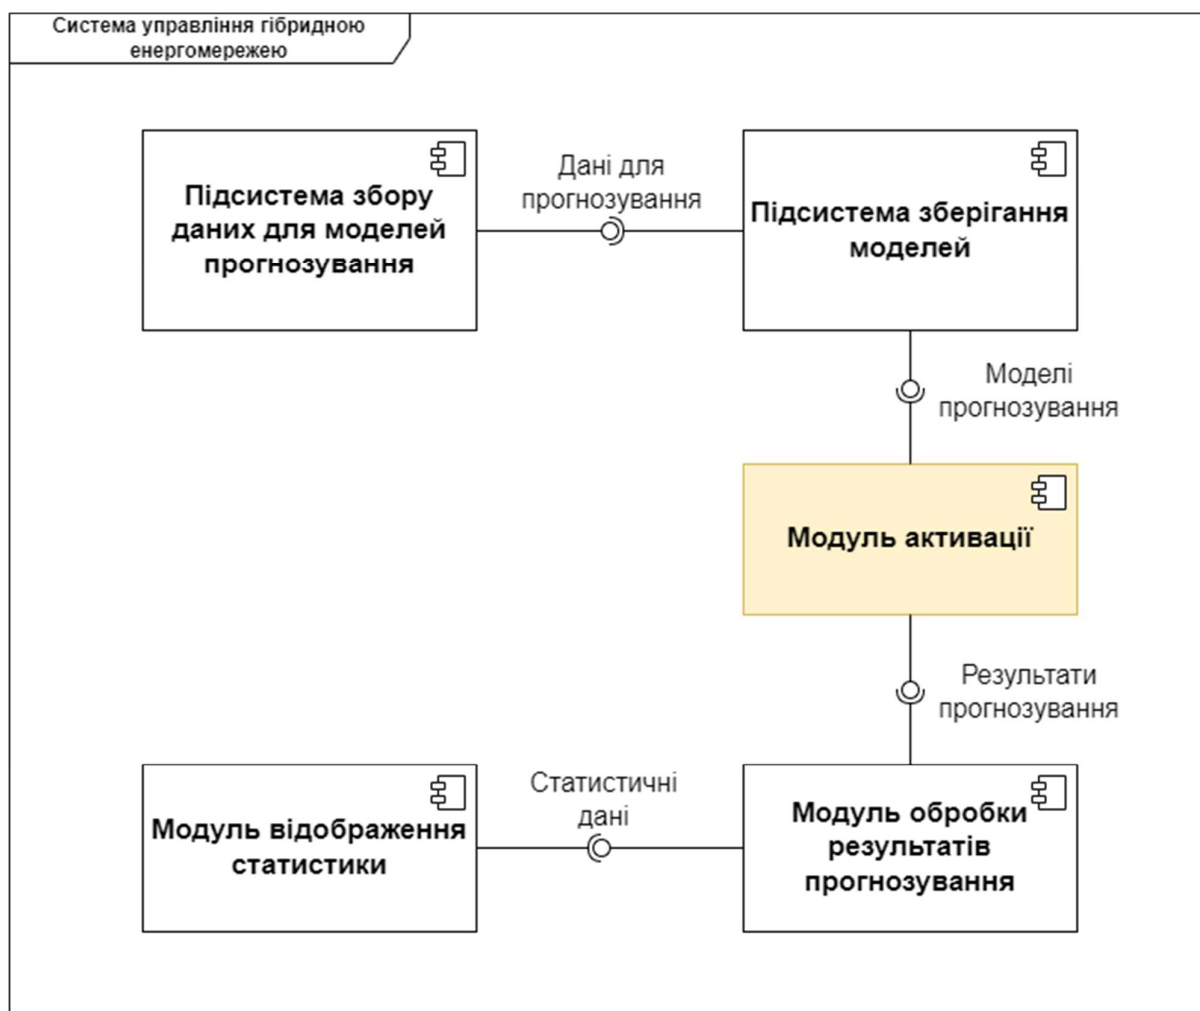 Система управління гібридною
енергомережею
Підсистема збору
даних для моделей
прогнозування
Дані для
прогнозування
Підсистема зберігання
моделей
Моделі
прогнозування
Модуль активації
Результати
прогнозування
Модуль відображення
статистики
Статистичні
дані
Модуль обробки
результатів
прогнозування